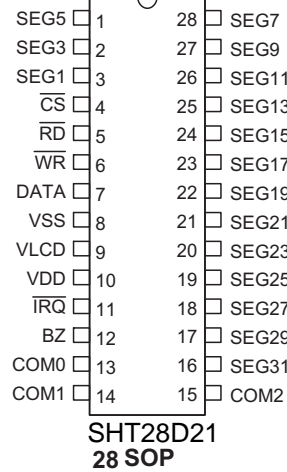 SEG5 1 28 SEG7
SEG3 2 27 SEG9
SEG1 3 26 SEG11
CS 4 25 SEG13
RD 5 24 SEG15
WR 6 23 SEG17
DATA 7 22 SEG19
VSS 8 21 SEG21
VLCD 9 20 SEG23
VDD 10 19 SEG25
IRQ 11 18 SEG27
BZ 12 17 SEG29
COM0 13 16 SEG31
COM1 14 15 COM2
SHT28D21
28 SOP